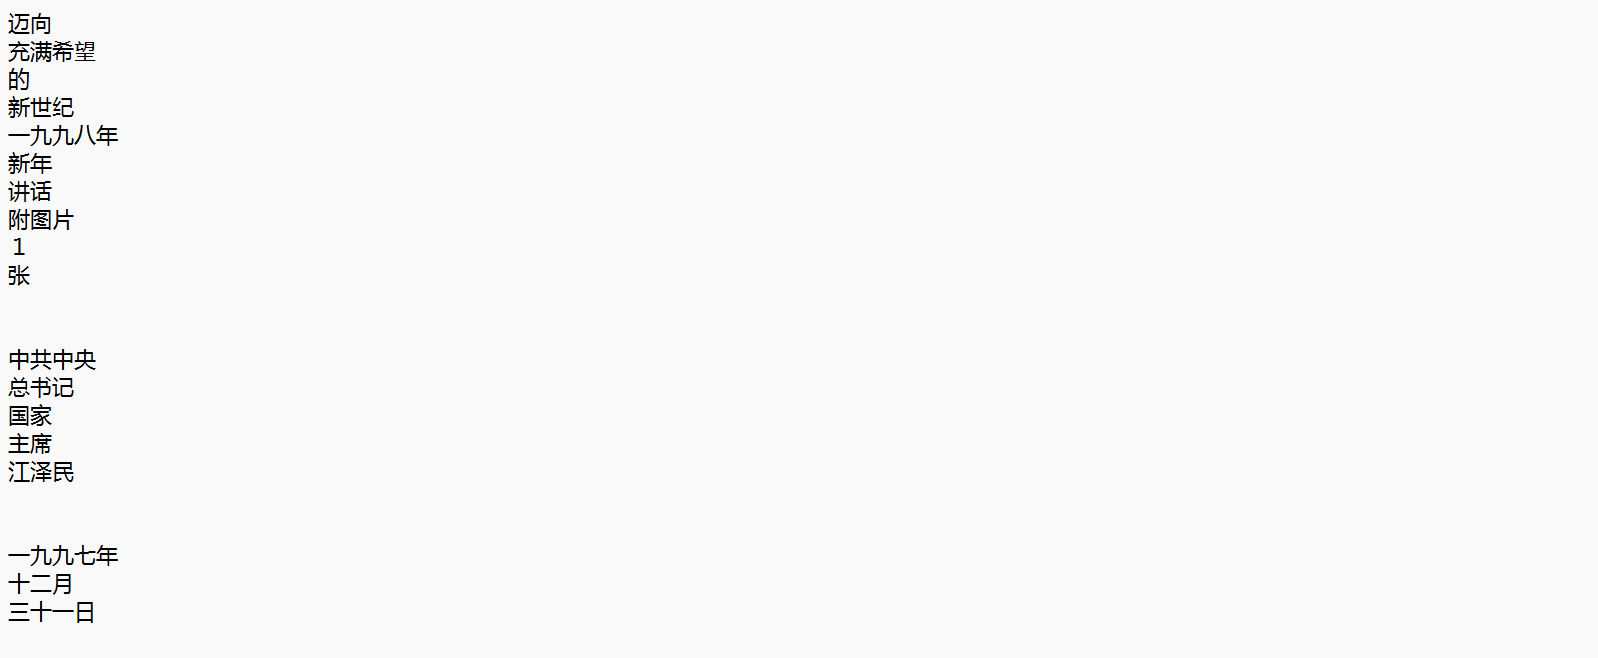 迈向
充满希望
的
新世纪
一九九八年
新年
讲话
附图片
1
张
中共中央
总书记
国家
主席
江泽民
一九九七年
十二月
三十一日